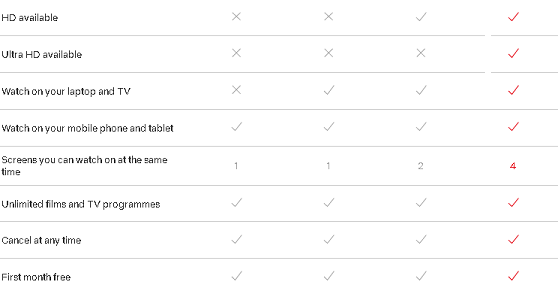 HD available
Ultra HD available
Watch on your laptop and TV
Watch on your mobile phone and tablet
Screens you can watch on at the same
time
1 1 2 4
Unlimited films and TV programmes
Cancel at any time
First month free